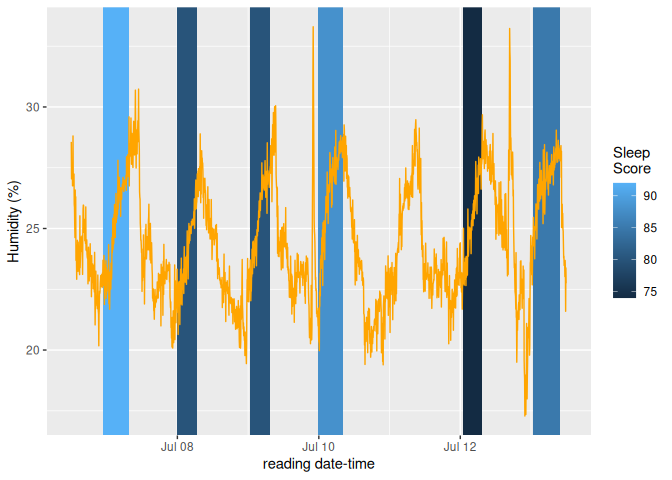 30
25
20
Humidity (%)
Jul 08
Jul 10
Jul 12
reading date-time
Sleep
Score
90
85
80
75